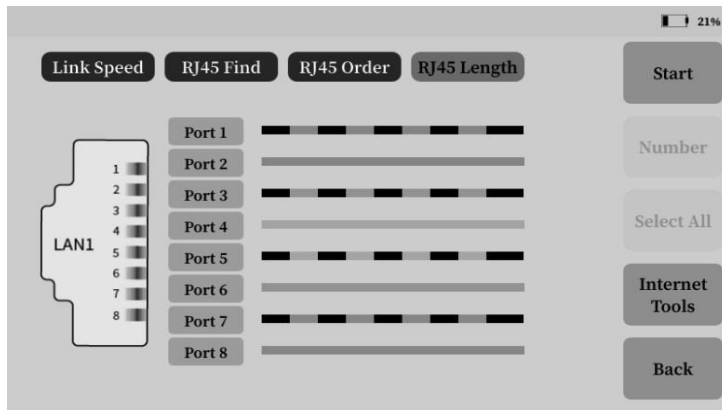 21%
Link Speed
RJ45 Find
RJ45 Order
RJ45 Length
Start
Number
Select All
Internet
Tools
Back
LAN1
1
2
3
4
5
6
7
8
Port 1
Port 2
Port 3
Port 4
Port 5
Port 6
Port 7
Port 8